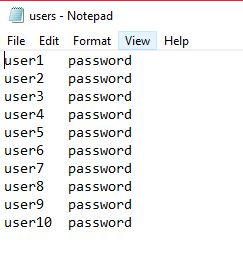 users - Notepad
File Edit Format View Help
user1 password
user2 password
user3 password
user4 password
user5 password
user6 password
user7 password
user8 password
user9 password
user10 password